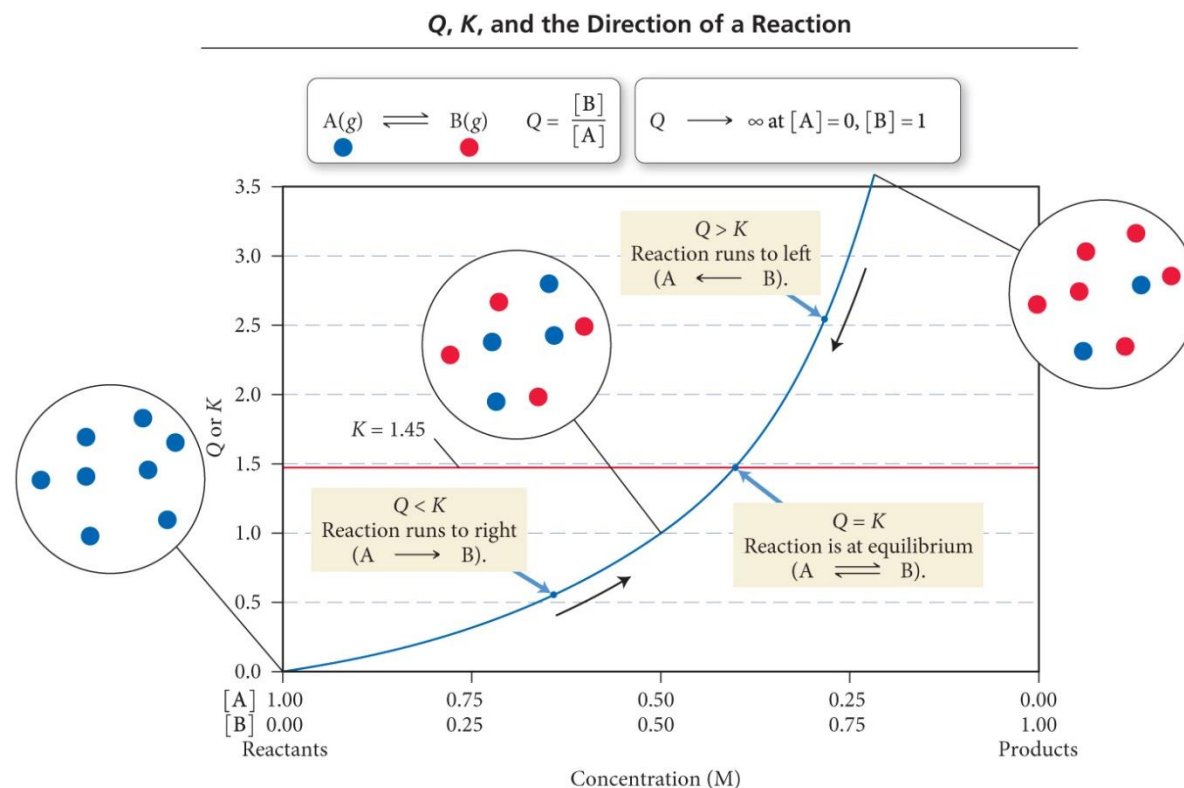 Q, K, and the Direction of a Reaction
A(g) ⇌ B(g) Q = [B]/[A]
Q ⟶ ∞ at [A] = 0, [B] = 1
Q or K
3.5
3.0
2.5
2.0
1.5
1.0
0.5
0.0
Q > K
Reaction runs to left
(A ⟵ B).
K = 1.45
Q < K
Reaction runs to right
(A ⟶ B).
Q = K
Reaction is at equilibrium
(A ⇌ B).
[A] 1.00 0.75 0.50 0.25 0.00
[B] 0.00 0.25 0.50 0.75 1.00
Reactants Products
Concentration (M)